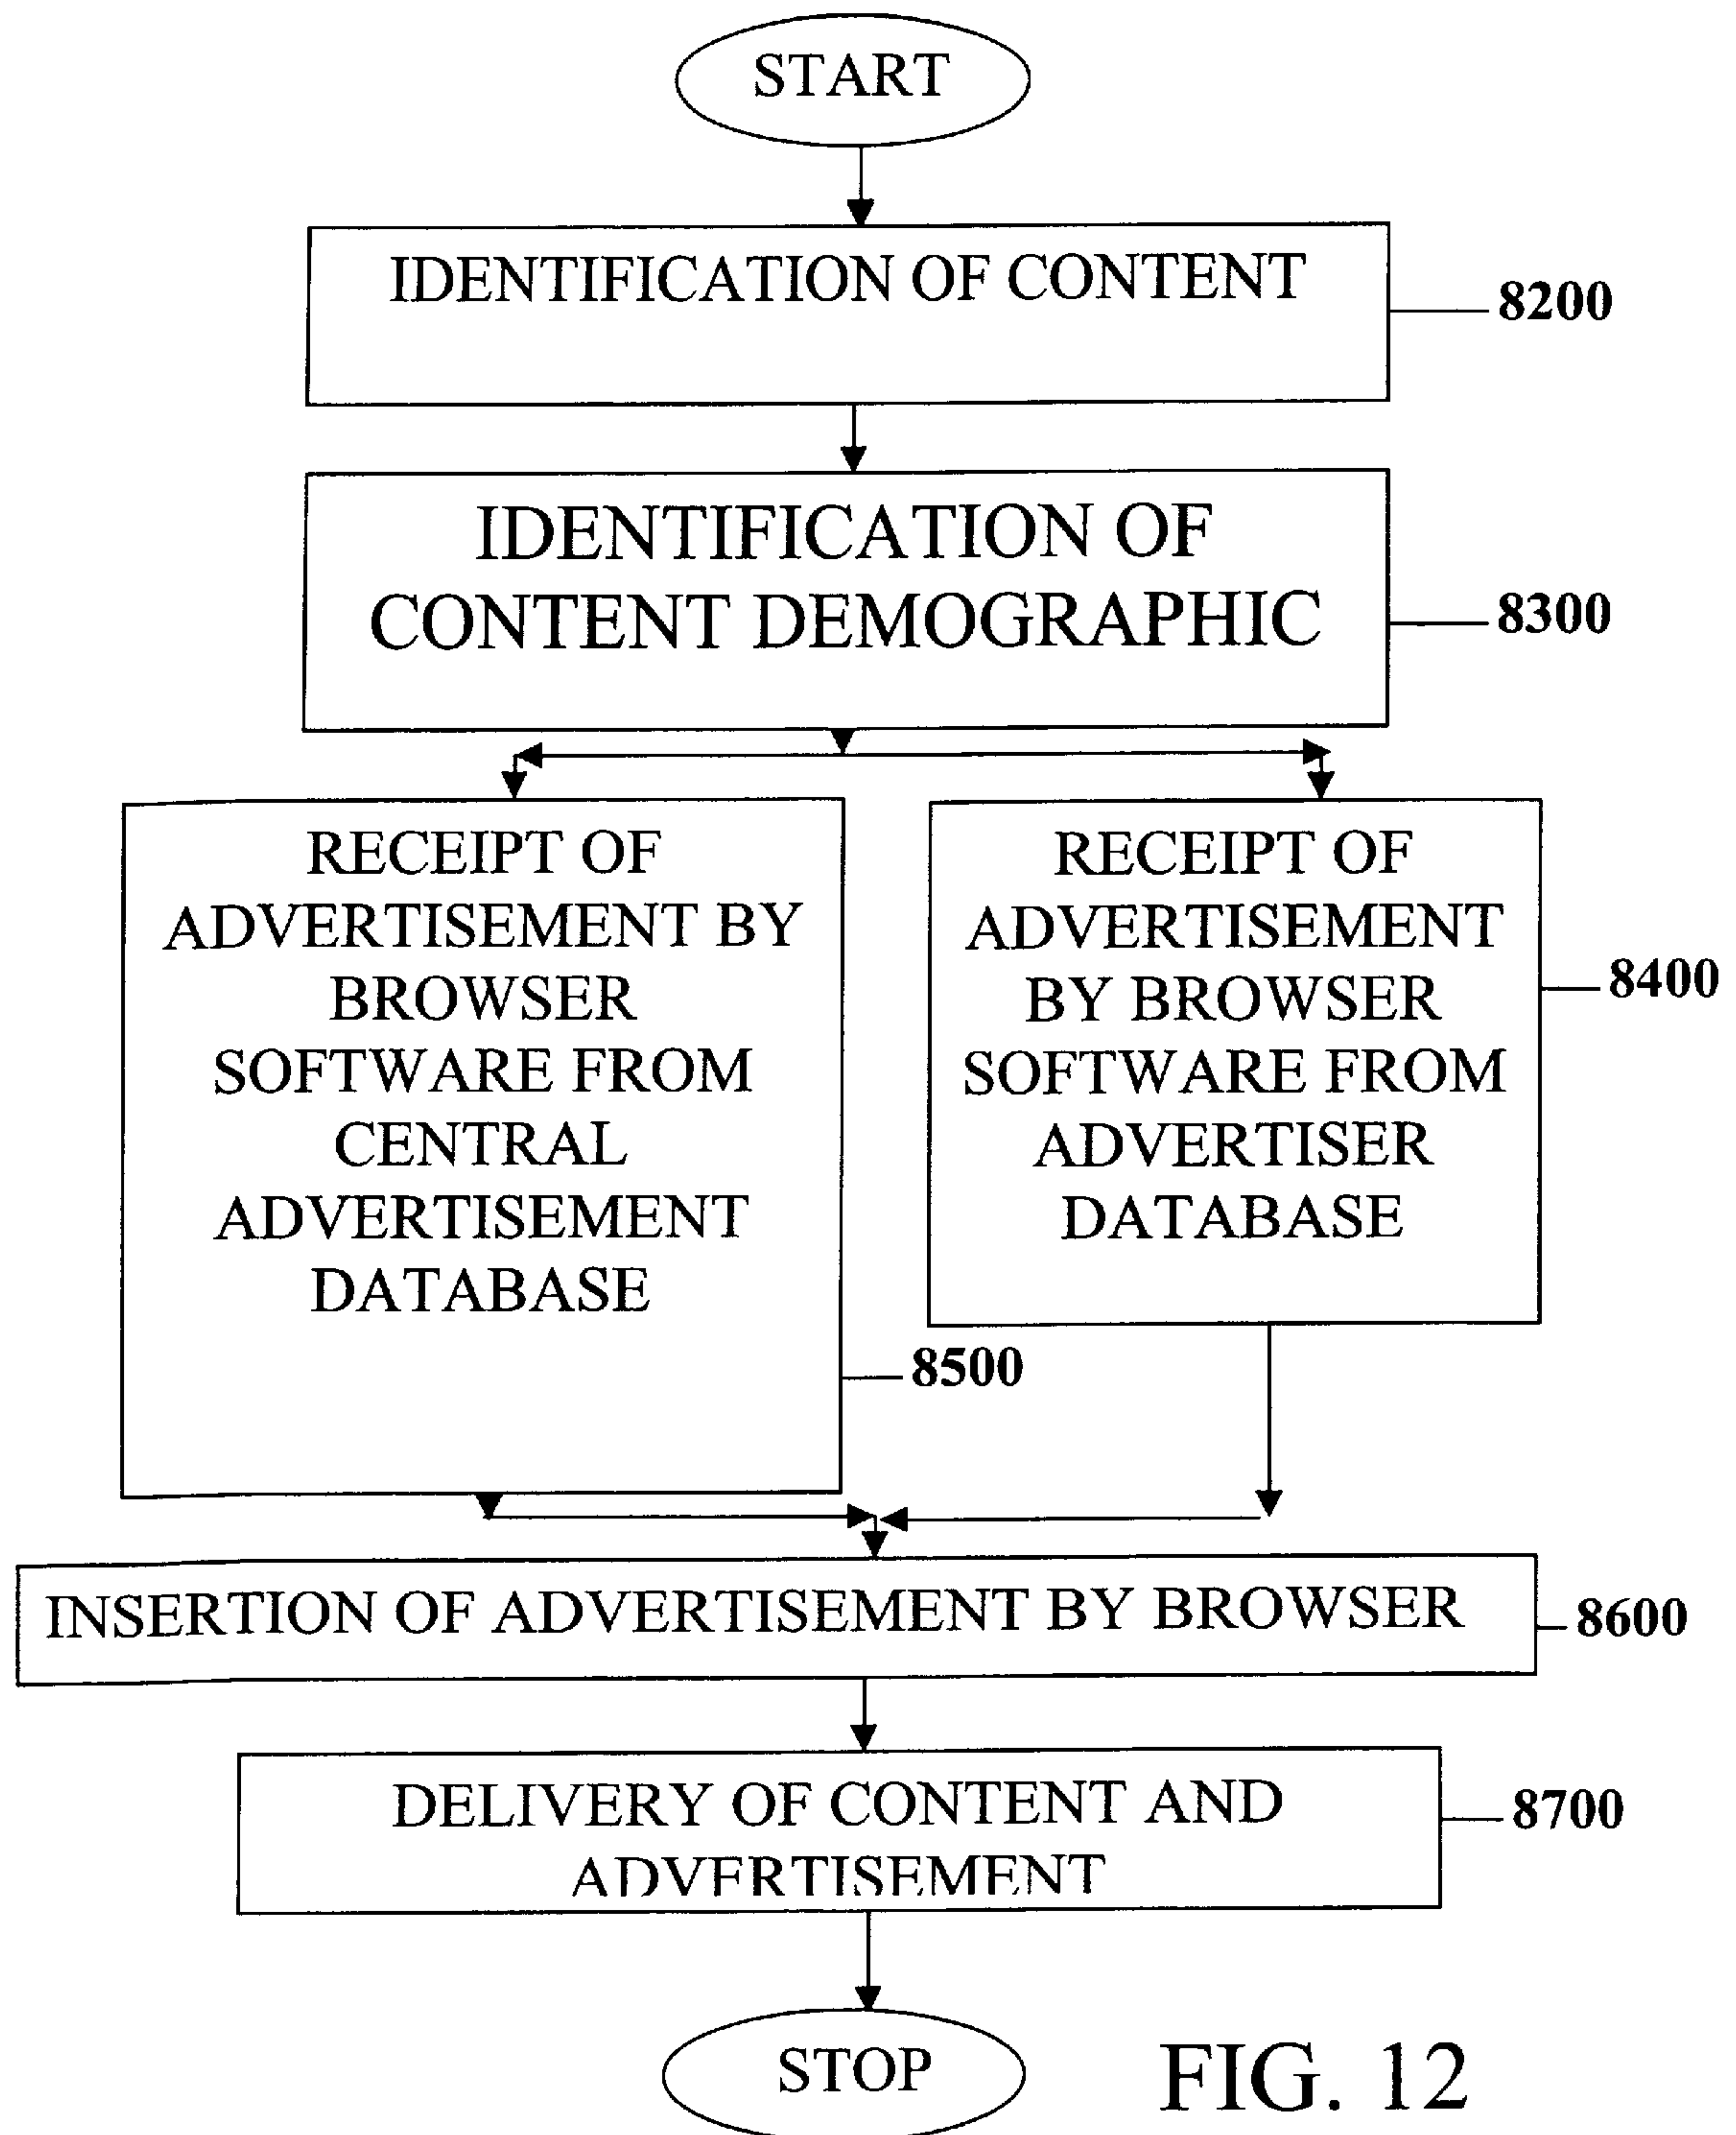 START
IDENTIFICATION OF CONTENT
8200
IDENTIFICATION OF
CONTENT DEMOGRAPHIC
8300
RECEIPT OF
ADVERTISEMENT BY
BROWSER
SOFTWARE FROM
CENTRAL
ADVERTISEMENT
DATABASE
8500
RECEIPT OF
ADVERTISEMENT
BY BROWSER
SOFTWARE FROM
ADVERTISER
DATABASE
8400
INSERTION OF ADVERTISEMENT BY BROWSER
8600
DELIVERY OF CONTENT AND
ADVERTISEMENT
8700
STOP
FIG. 12